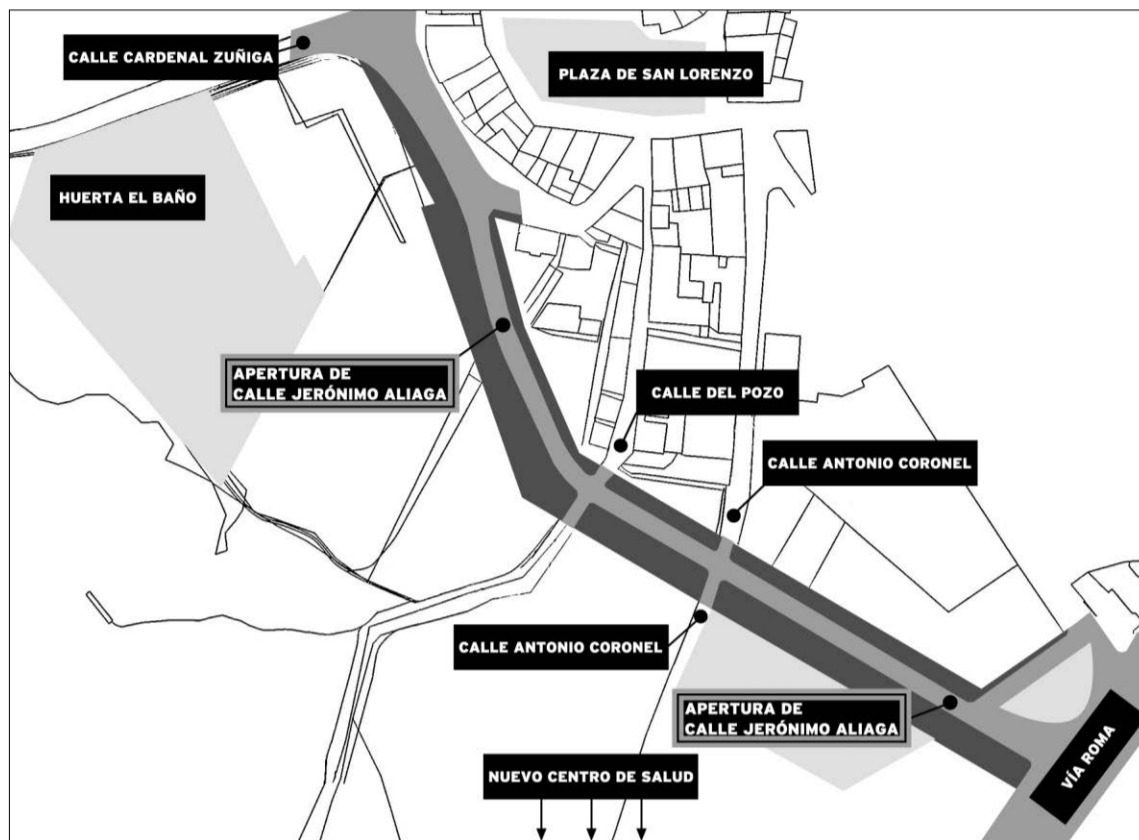 CALLE CARDENAL ZUÑIGA
PLAZA DE SAN LORENZO
HUERTA EL BAÑO
APERTURA DE
CALLE JERÓNIMO ALIAGA
CALLE DEL POZO
CALLE ANTONIO CORONEL
CALLE ANTONIO CORONEL
APERTURA DE
CALLE JERÓNIMO ALIAGA
VÍA ROMA
NUEVO CENTRO DE SALUD